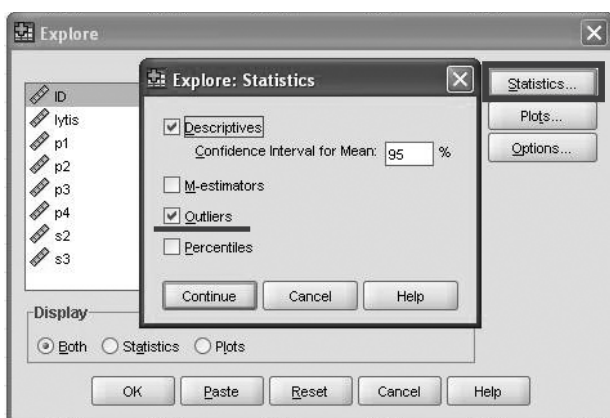 Explore
ID
lytis
p1
p2
p3
p4
s2
s3
Statistics...
Plots...
Options...
Explore: Statistics
Descriptives
Confidence Interval for Mean: 95 %
M-estimators
Outliers
Percentiles
Continue Cancel Help
Display
Both Statistics Plots
OK Paste Reset Cancel Help